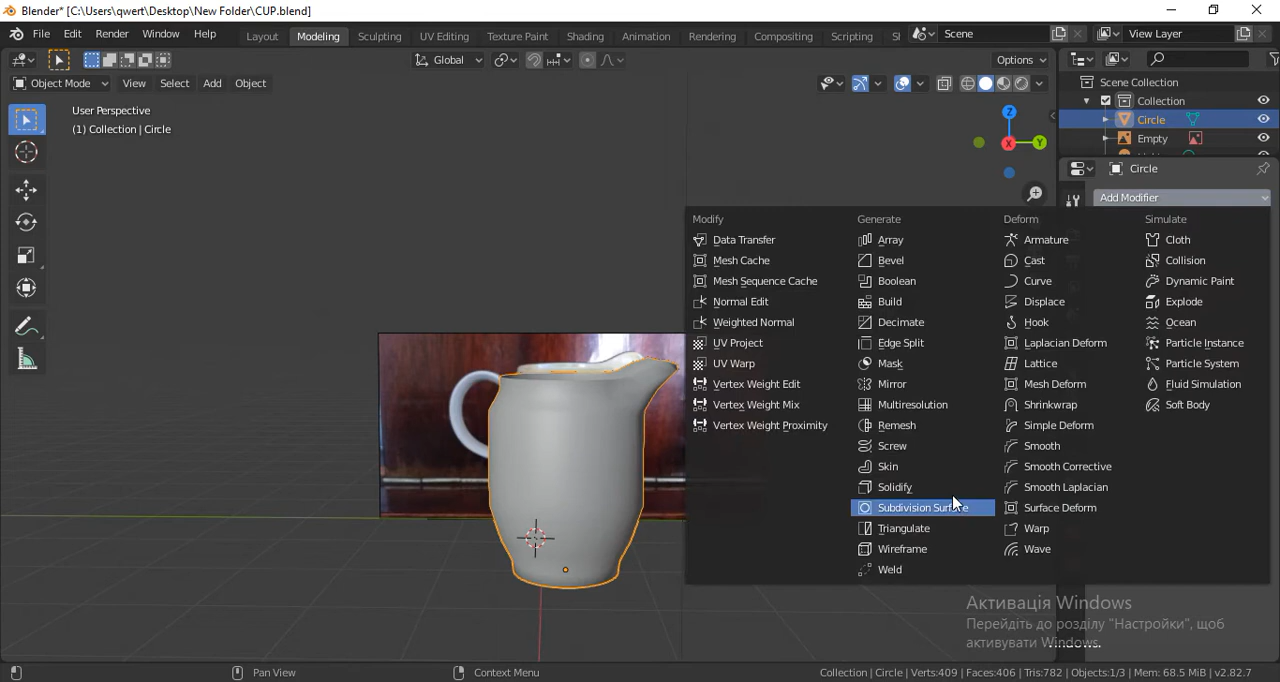 Blender* [C:\Users\qwert\Desktop\New Folder\CUP.blend]
File Edit Render Window Help Layout Modeling Sculpting UV Editing Texture Paint Shading Animation Rendering Compositing Scripting Scene View Layer
Global Options
Object Mode View Select Add Object
User Perspective
(1) Collection | Circle
Z
X
Y
Scene Collection
Collection
Circle
Empty
Circle
Add Modifier
Modify
Data Transfer
Mesh Cache
Mesh Sequence Cache
Normal Edit
Weighted Normal
UV Project
UV Warp
Vertex Weight Edit
Vertex Weight Mix
Vertex Weight Proximity
Generate
Array
Bevel
Boolean
Build
Decimate
Edge Split
Mask
Mirror
Multiresolution
Remesh
Screw
Skin
Solidify
Subdivision Surface
Triangulate
Wireframe
Weld
Deform
Armature
Cast
Curve
Displace
Hook
Laplacian Deform
Lattice
Mesh Deform
Shrinkwrap
Simple Deform
Smooth
Smooth Corrective
Smooth Laplacian
Surface Deform
Warp
Wave
Simulate
Cloth
Collision
Dynamic Paint
Explode
Ocean
Particle Instance
Particle System
Fluid Simulation
Soft Body
Активація Windows
Перейдіть до розділу "Настройки", щоб
активувати Windows.
Pan View Context Menu Collection | Circle | Verts:409 | Faces:406 | Tris:782 | Objects:1/3 | Mem: 68.5 MiB | v2.82.7